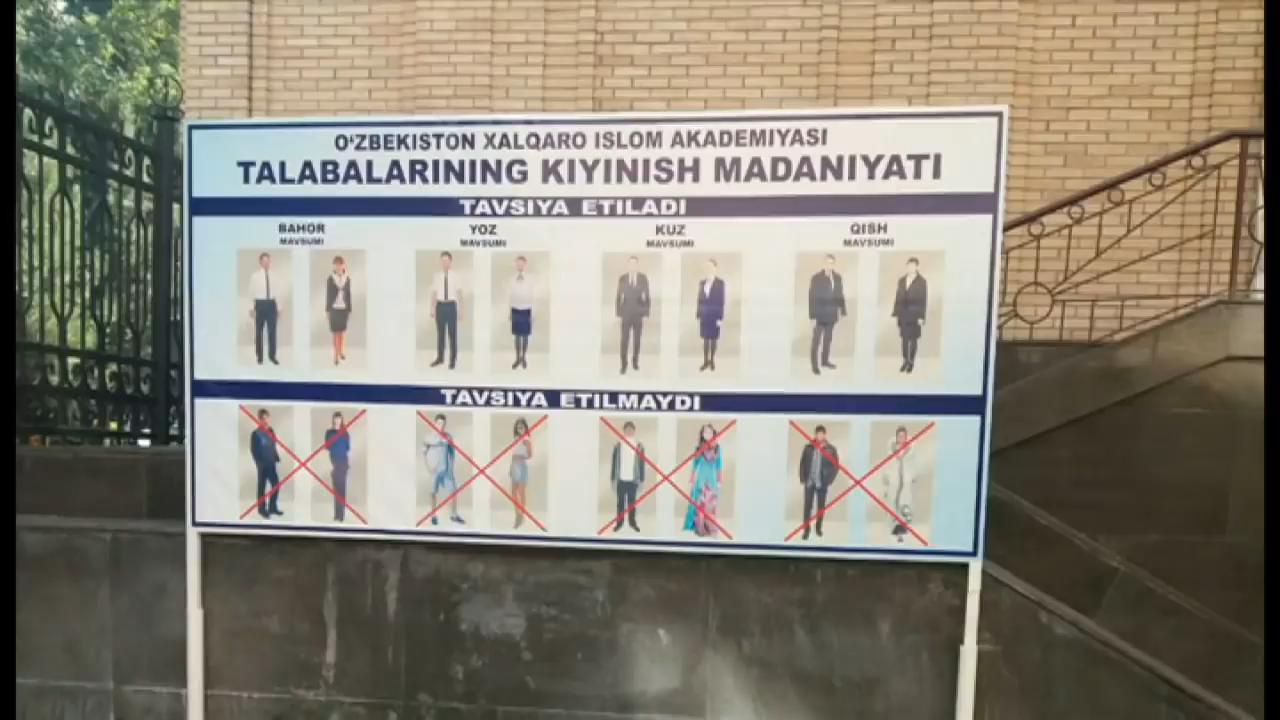 O‘ZBEKISTON XALQARO ISLOM AKADEMIYASI
TALABALARINING KIYINISH MADANIYATI
TAVSIYA ETILADI
BAHOR
MAVSUMI
YOZ
MAVSUMI
KUZ
MAVSUMI
QISH
MAVSUMI
TAVSIYA ETILMAYDI